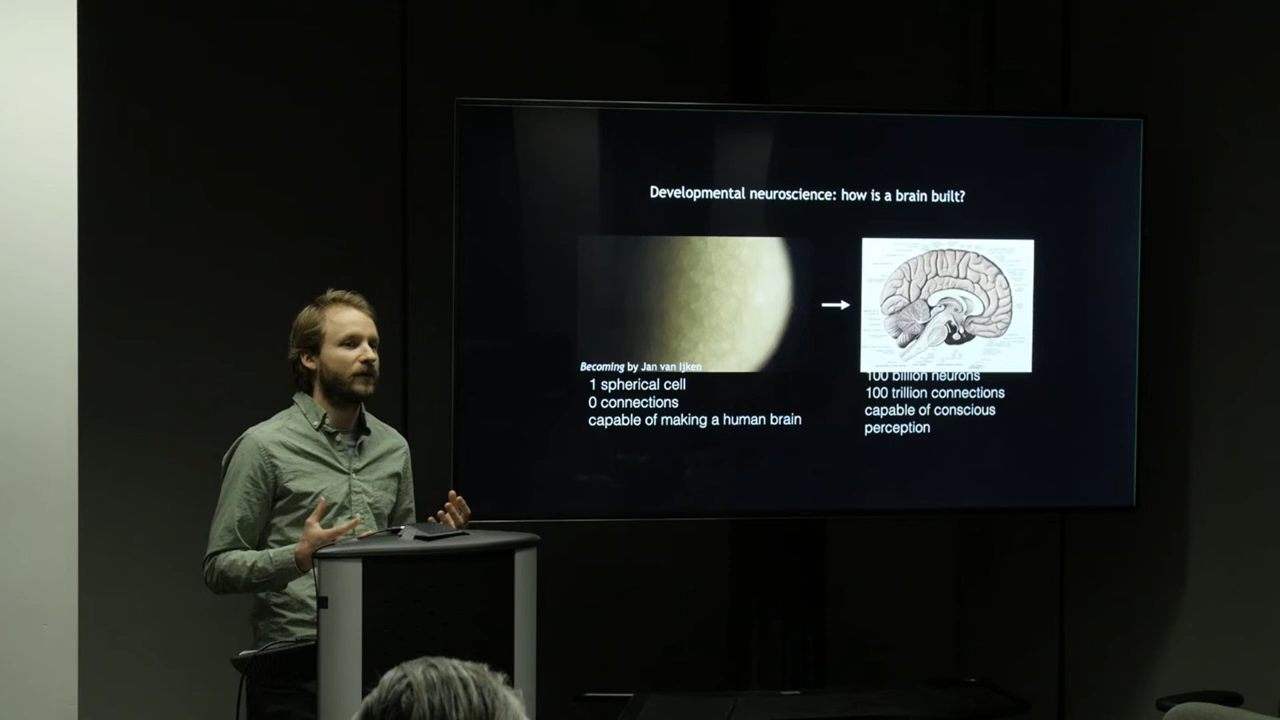 Developmental neuroscience: how is a brain built?
Becoming by Jan van Ijken
1 spherical cell
0 connections
capable of making a human brain
100 billion neurons
100 trillion connections
capable of conscious
perception